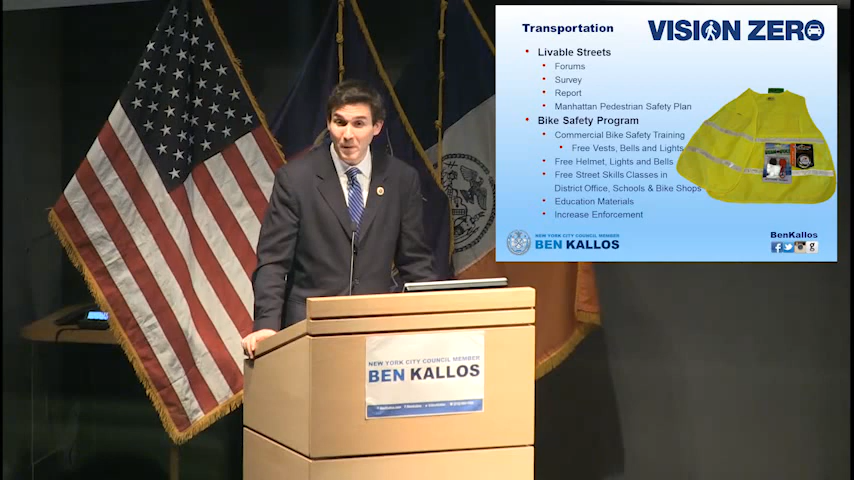 Transportation
VISION ZERO
Livable Streets
Forums
Survey
Report
Manhattan Pedestrian Safety Plan
Bike Safety Program
Commercial Bike Safety Training
Free Vests, Bells and Lights
Free Helmet, Lights and Bells
Free Street Skills Classes in
District Office, Schools & Bike Shops
Education Materials
Increase Enforcement
NEW YORK CITY COUNCIL MEMBER
BEN KALLOS
BenKallos
NEW YORK CITY COUNCIL MEMBER
BEN KALLOS